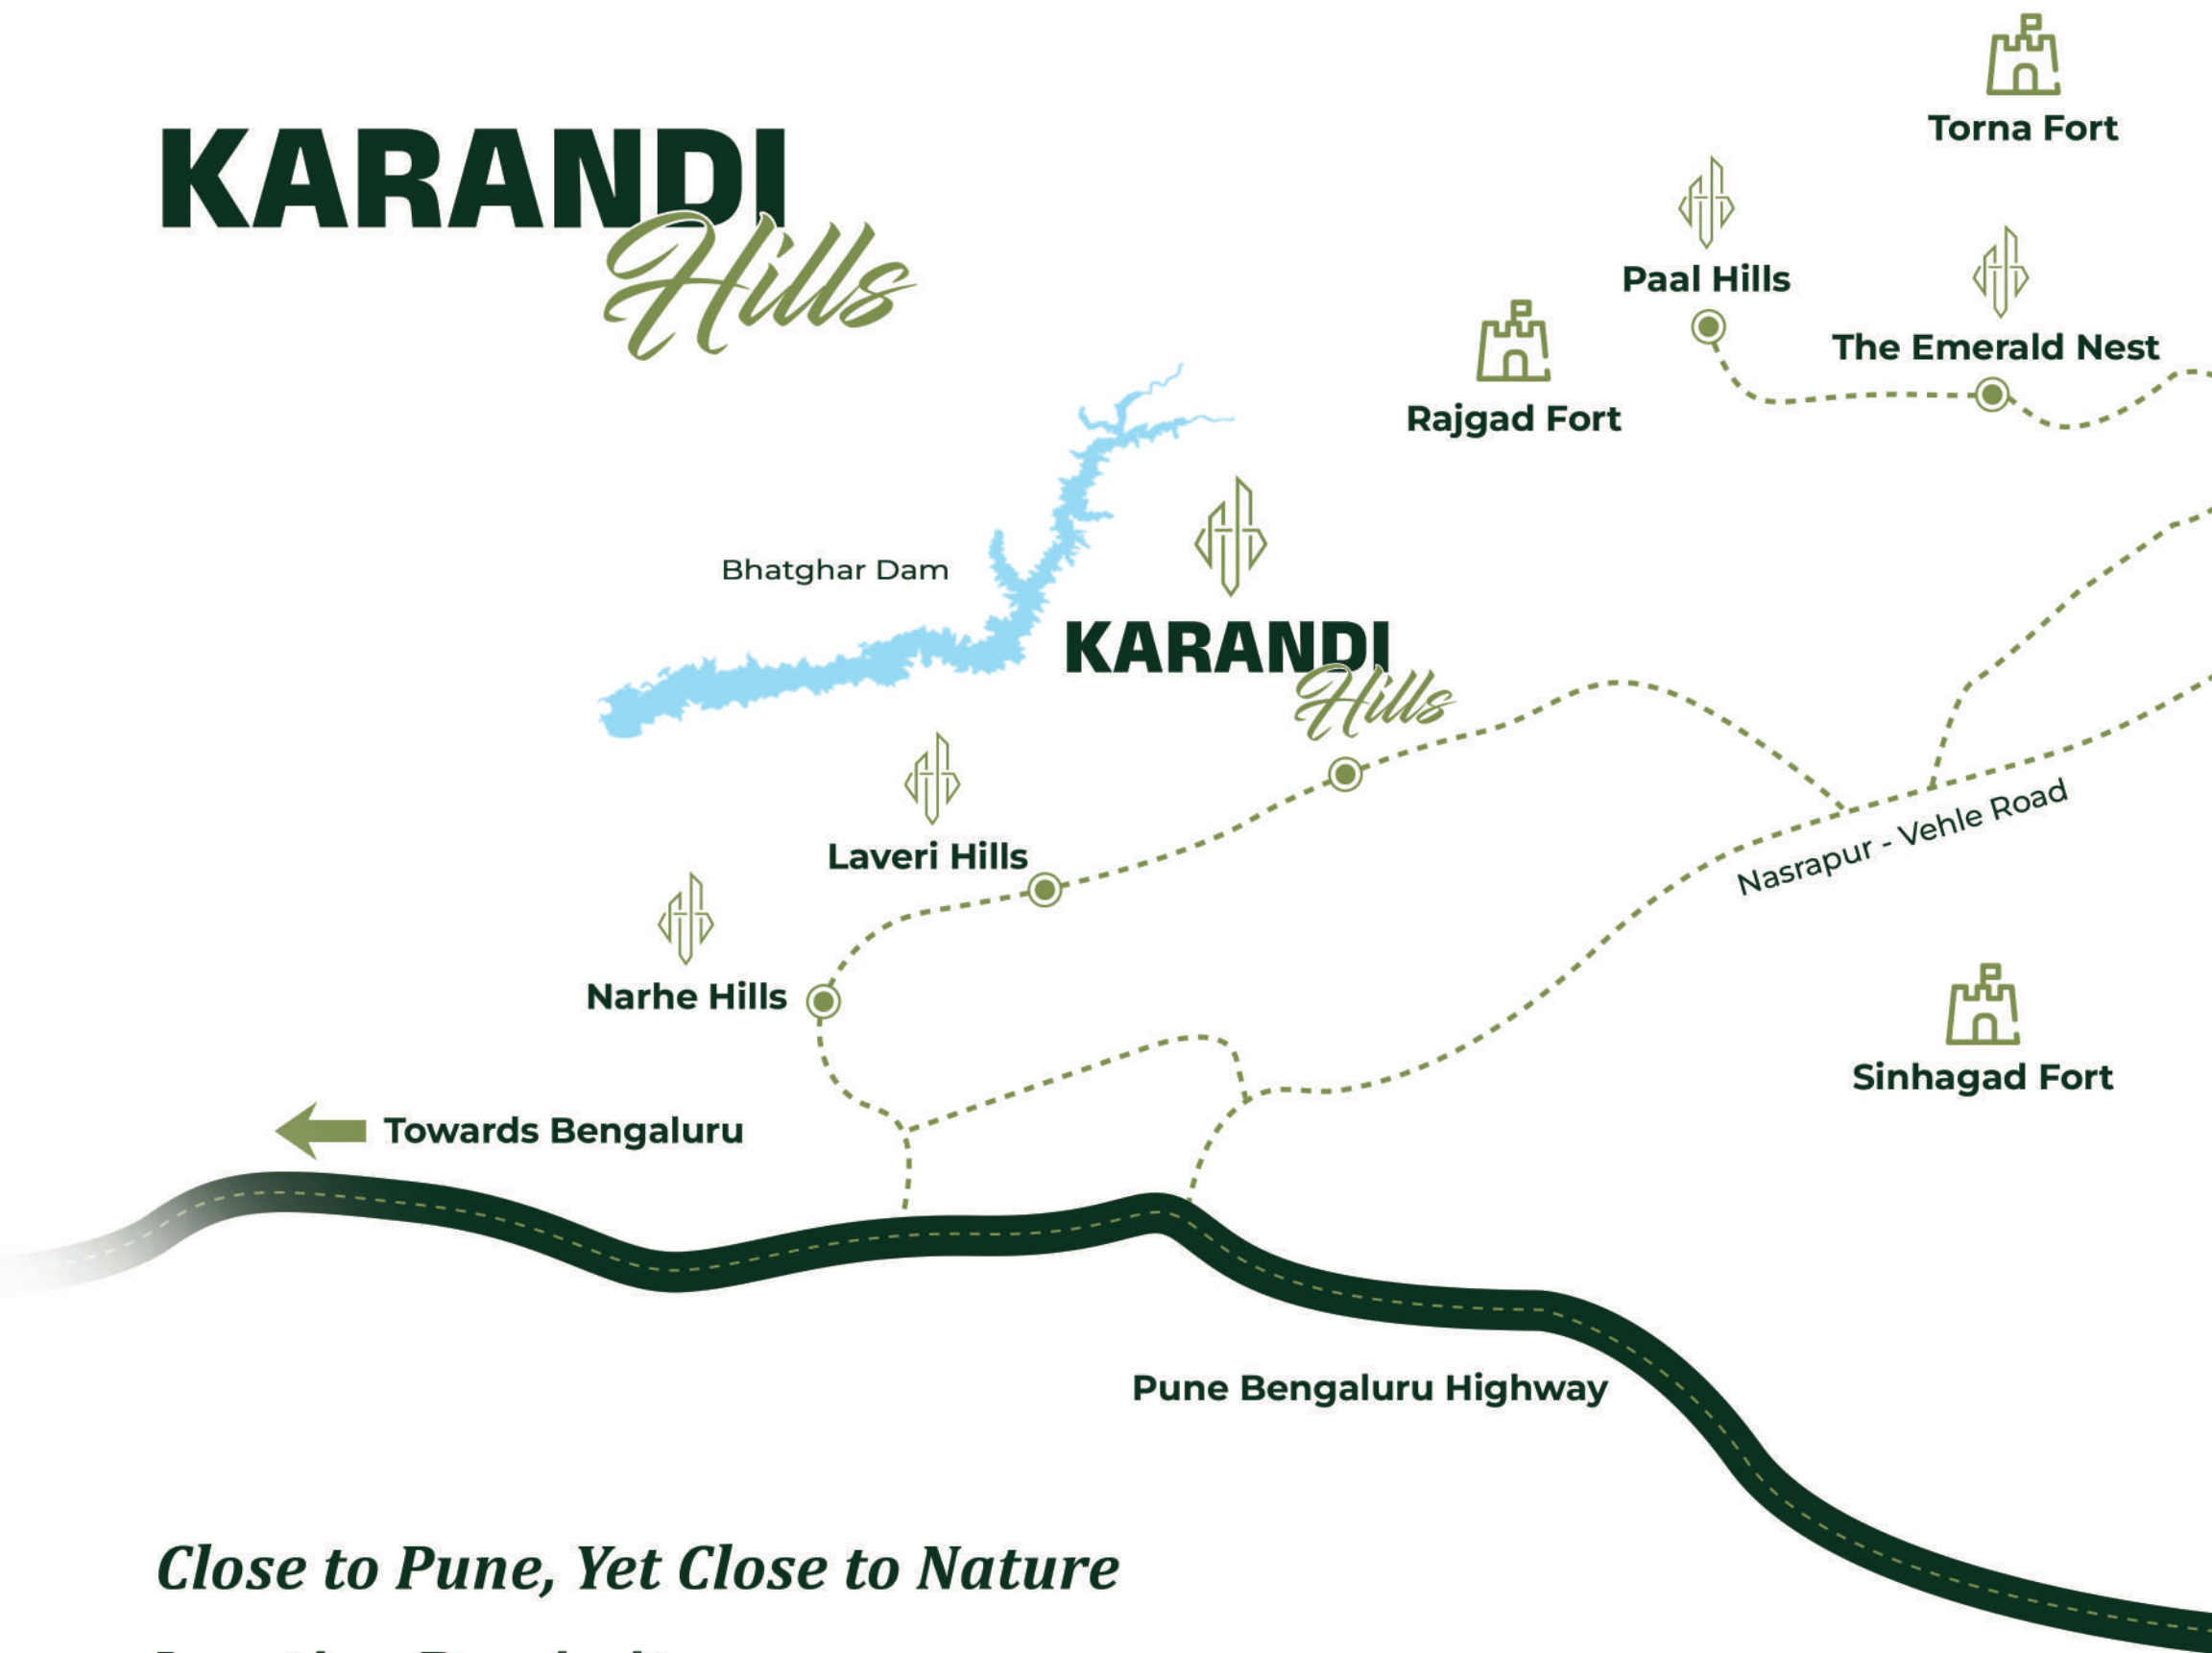 KARANDI
Hills
Torna Fort
Paal Hills
The Emerald Nest
Rajgad Fort
Bhatghar Dam
KARANDI
Hills
Nasrapur - Vehle Road
Laveri Hills
Narhe Hills
Sinhagad Fort
Towards Bengaluru
Pune Bengaluru Highway
Close to Pune, Yet Close to Nature